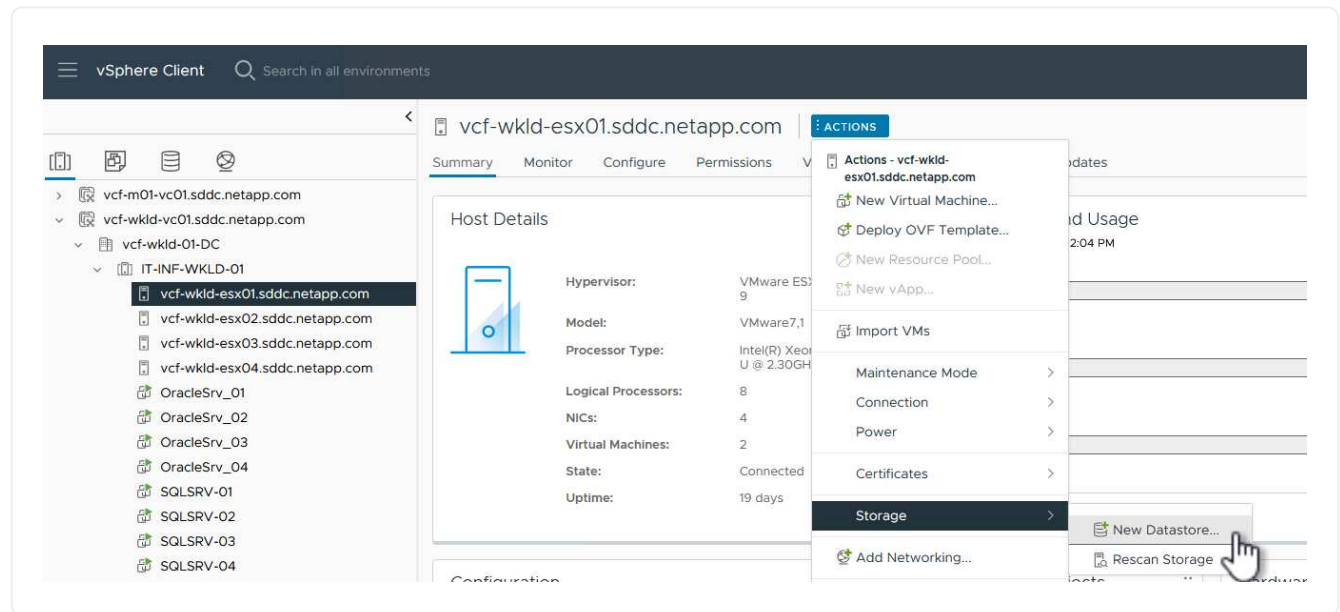 vSphere Client
Search in all environments
vcf-m01-vc01.sddc.netapp.com
vcf-wkld-vc01.sddc.netapp.com
vcf-wkld-01-DC
IT-INF-WKLD-01
vcf-wkld-esx01.sddc.netapp.com
vcf-wkld-esx02.sddc.netapp.com
vcf-wkld-esx03.sddc.netapp.com
vcf-wkld-esx04.sddc.netapp.com
OracleSrv_01
OracleSrv_02
OracleSrv_03
OracleSrv_04
SQLSRV-01
SQLSRV-02
SQLSRV-03
SQLSRV-04
vcf-wkld-esx01.sddc.netapp.com
ACTIONS
Summary Monitor Configure Permissions V
Host Details
Hypervisor: VMware ESX
9
Model: VMware7,1
Processor Type: Intel(R) Xeo
U @ 2.30GH
Logical Processors: 8
NICs: 4
Virtual Machines: 2
State: Connected
Uptime: 19 days
Configuration
Actions - vcf-wkld-
esx01.sddc.netapp.com
New Virtual Machine...
Deploy OVF Template...
New Resource Pool...
New vApp...
Import VMs
Maintenance Mode
Connection
Power
Certificates
Storage
Add Networking...
New Datastore...
Rescan Storage
dates
nd Usage
2:04 PM